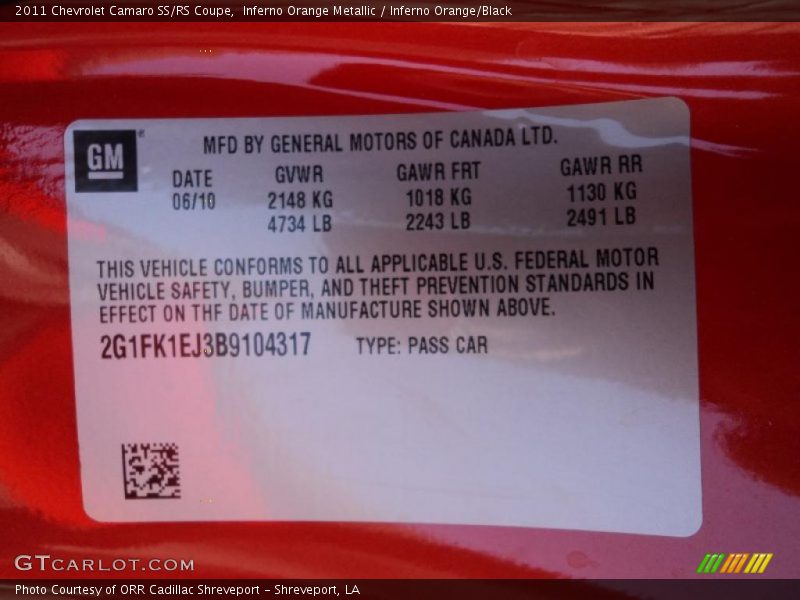 2011 Chevrolet Camaro SS/RS Coupe, Inferno Orange Metallic / Inferno Orange/Black
GM
®
MFD BY GENERAL MOTORS OF CANADA LTD.
DATE GVWR GAWR FRT GAWR RR
06/10 2148 KG 1018 KG 1130 KG
4734 LB 2243 LB 2491 LB
THIS VEHICLE CONFORMS TO ALL APPLICABLE U.S. FEDERAL MOTOR
VEHICLE SAFETY, BUMPER, AND THEFT PREVENTION STANDARDS IN
EFFECT ON THE DATE OF MANUFACTURE SHOWN ABOVE.
2G1FK1EJ3B9104317 TYPE: PASS CAR
GTCARLOT.COM
Photo Courtesy of ORR Cadillac Shreveport - Shreveport, LA